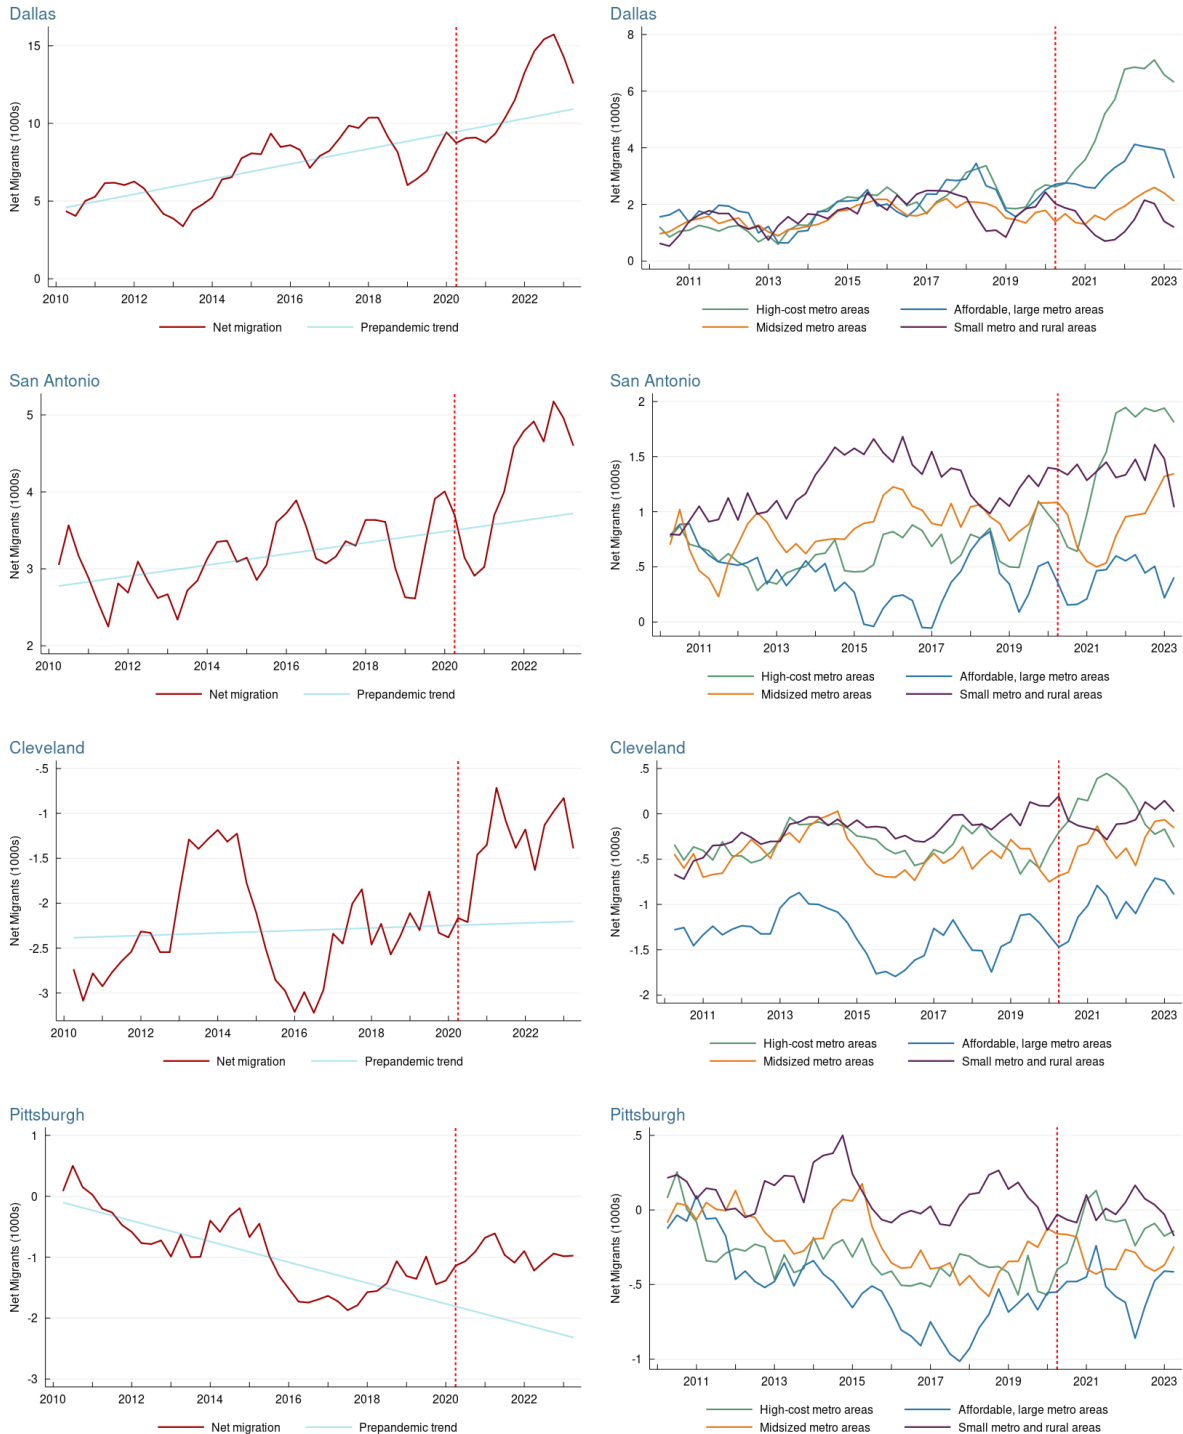 Dallas
Net Migrants (1000s)
15
10
5
0
2010 2012 2014 2016 2018 2020 2022
Net migration Prepandemic trend
Dallas
Net Migrants (1000s)
8
6
4
2
0
2011 2013 2015 2017 2019 2021 2023
High-cost metro areas Affordable, large metro areas
Midsized metro areas Small metro and rural areas
San Antonio
Net Migrants (1000s)
5
4
3
2
2010 2012 2014 2016 2018 2020 2022
Net migration Prepandemic trend
San Antonio
Net Migrants (1000s)
2
1.5
1
.5
0
2011 2013 2015 2017 2019 2021 2023
High-cost metro areas Affordable, large metro areas
Midsized metro areas Small metro and rural areas
Cleveland
Net Migrants (1000s)
-.5
-1
-1.5
-2
-2.5
-3
2010 2012 2014 2016 2018 2020 2022
Net migration Prepandemic trend
Cleveland
Net Migrants (1000s)
.5
0
-.5
-1
-1.5
-2
2011 2013 2015 2017 2019 2021 2023
High-cost metro areas Affordable, large metro areas
Midsized metro areas Small metro and rural areas
Pittsburgh
Net Migrants (1000s)
1
0
-1
-2
-3
2010 2012 2014 2016 2018 2020 2022
Net migration Prepandemic trend
Pittsburgh
Net Migrants (1000s)
.5
0
-.5
-1
2011 2013 2015 2017 2019 2021 2023
High-cost metro areas Affordable, large metro areas
Midsized metro areas Small metro and rural areas